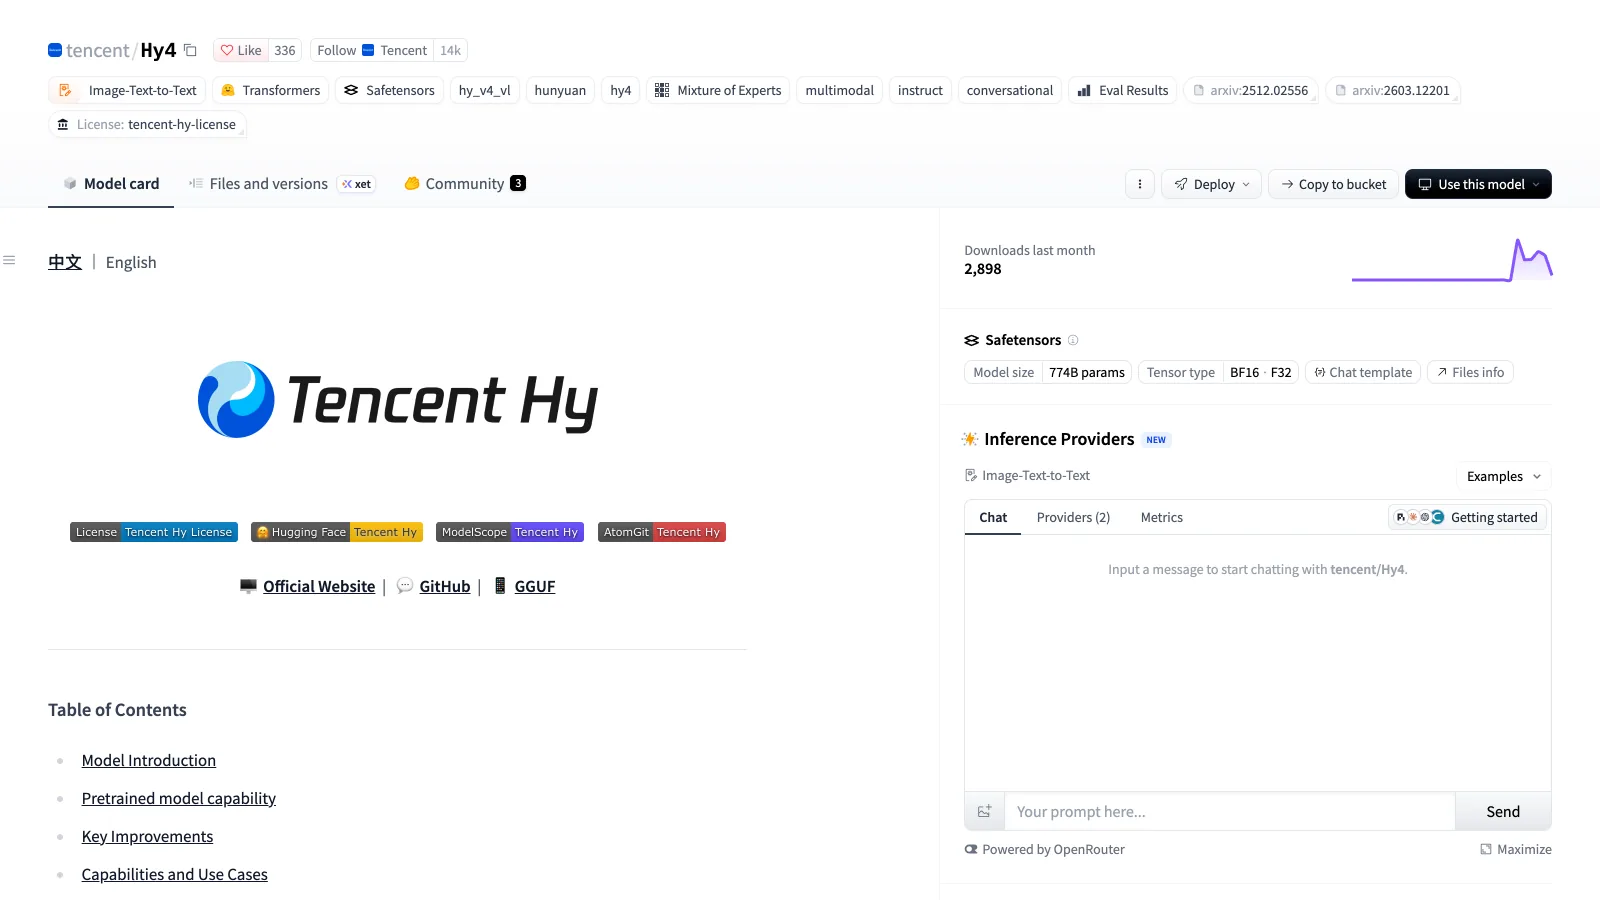 tencent/Hy4 Like 336 Follow Tencent 14k
Image-Text-to-Text Transformers Safetensors hy_v4_vl hunyuan hy4 Mixture of Experts multimodal instruct conversational Eval Results arxiv:2512.02556 arxiv:2603.12201
License: tencent-hy-license
Model card Files and versions xet Community 3 Deploy Copy to bucket Use this model
中文 | English
Tencent Hy
License Tencent Hy License Hugging Face Tencent Hy ModelScope Tencent Hy AtomGit Tencent Hy
Official Website | GitHub | GGUF
Table of Contents
Model Introduction
Pretrained model capability
Key Improvements
Capabilities and Use Cases
Downloads last month
2,898
Safetensors
Model size 774B params Tensor type BF16 · F32 Chat template Files info
Inference Providers NEW
Image-Text-to-Text Examples
Chat Providers (2) Metrics Getting started
Input a message to start chatting with tencent/Hy4.
Your prompt here... Send
Powered by OpenRouter Maximize